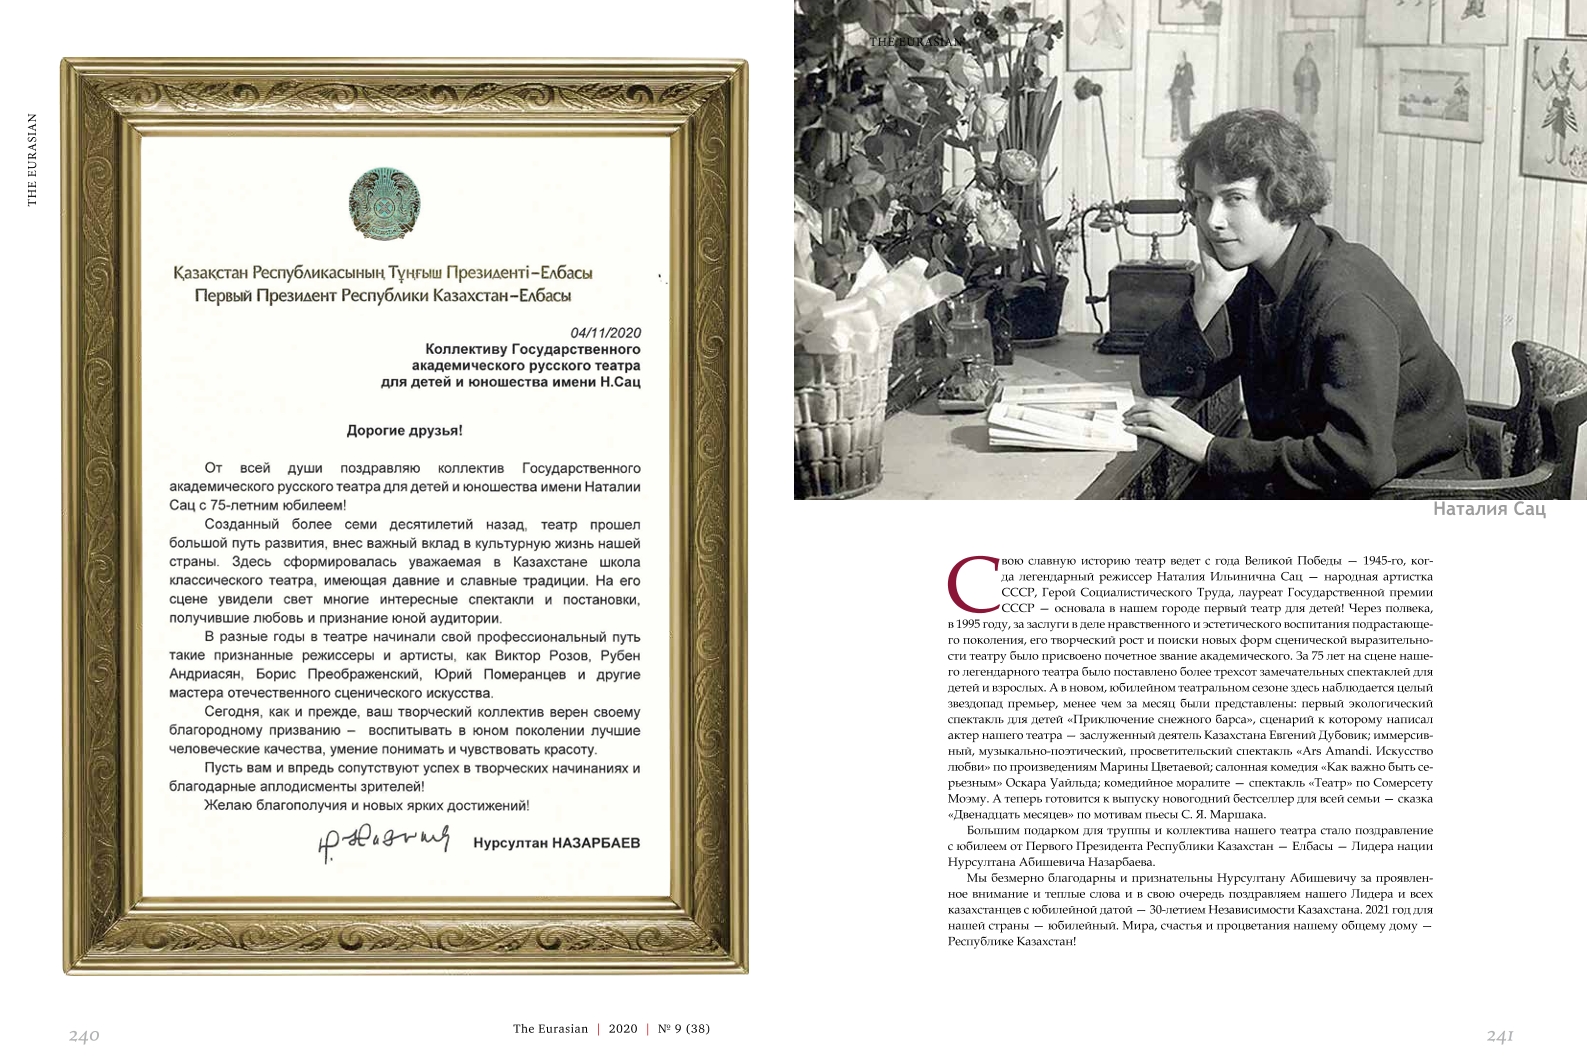 THE EURASIAN
Қазақстан Республикасының Тұңғыш Президенті–Елбасы
Первый Президент Республики Казахстан–Елбасы
04/11/2020
Коллективу Государственного
академического русского театра
для детей и юношества имени Н.Сац
Дорогие друзья!
От всей души поздравляю коллектив Государственного
академического русского театра для детей и юношества имени Наталии
Сац с 75-летним юбилеем!
Созданный более семи десятилетий назад, театр прошел
большой путь развития, внес важный вклад в культурную жизнь нашей
страны. Здесь сформировалась уважаемая в Казахстане школа
классического театра, имеющая давние и славные традиции. На его
сцене увидели свет многие интересные спектакли и постановки,
получившие любовь и признание юной аудитории.
В разные годы в театре начинали свой профессиональный путь
такие признанные режиссеры и артисты, как Виктор Розов, Рубен
Андриасян, Борис Преображенский, Юрий Померанцев и другие
мастера отечественного сценического искусства.
Сегодня, как и прежде, ваш творческий коллектив верен своему
благородному призванию – воспитывать в юном поколении лучшие
человеческие качества, умение понимать и чувствовать красоту.
Пусть вам и впредь сопутствуют успех в творческих начинаниях и
благодарные аплодисменты зрителей!
Желаю благополучия и новых ярких достижений!
Нурсултан НАЗАРБАЕВ
240
The Eurasian | 2020 | № 9 (38)
THE EURASIAN
Наталия Сац
Свою славную историю театр ведет с года Великой Победы — 1945-го, ког-
да легендарный режиссер Наталия Ильинична Сац — народная артистка
СССР, Герой Социалистического Труда, лауреат Государственной премии
СССР — основала в нашем городе первый театр для детей! Через полвека,
в 1995 году, за заслуги в деле нравственного и эстетического воспитания подрастающе-
го поколения, его творческий рост и поиски новых форм сценической выразительно-
сти театру было присвоено почетное звание академического. За 75 лет на сцене наше-
го легендарного театра было поставлено более трехсот замечательных спектаклей для
детей и взрослых. А в новом, юбилейном театральном сезоне здесь наблюдается целый
звездопад премьер, менее чем за месяц были представлены: первый экологический
спектакль для детей «Приключение снежного барса», сценарий к которому написал
актер нашего театра — заслуженный деятель Казахстана Евгений Дубовик; иммерсив-
ный, музыкально-поэтический, просветительский спектакль «Ars Amandi. Искусство
любви» по произведениям Марины Цветаевой; салонная комедия «Как важно быть се-
рьезным» Оскара Уайльда; комедийное моралите — спектакль «Театр» по Сомерсету
Моэму. А теперь готовится к выпуску новогодний бестселлер для всей семьи — сказка
«Двенадцать месяцев» по мотивам пьесы С. Я. Маршака.
Большим подарком для труппы и коллектива нашего театра стало поздравление
с юбилеем от Первого Президента Республики Казахстан — Елбасы — Лидера нации
Нурсултана Абишевича Назарбаева.
Мы безмерно благодарны и признательны Нурсултану Абишевичу за проявлен-
ное внимание и теплые слова и в свою очередь поздравляем нашего Лидера и всех
казахстанцев с юбилейной датой — 30-летием Независимости Казахстана. 2021 год для
нашей страны — юбилейный. Мира, счастья и процветания нашему общему дому —
Республике Казахстан!
241